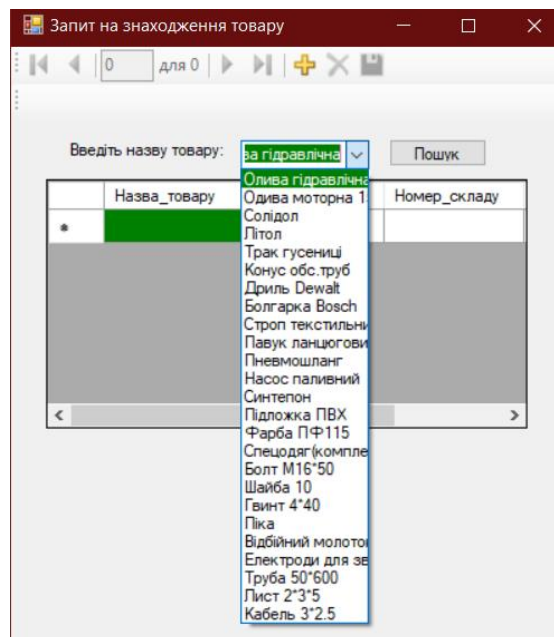 Запит на знаходження товару
0 для 0
Введіть назву товару: ва гідравлічна Пошук
Назва_товару Номер_складу
Олива гідравлічна
Одива моторна 1
Солідол
Літол
Трак гусениці
Конус обс.труб
Дриль Dewalt
Болгарка Bosch
Строп текстильни
Павук ланцюгови
Пневмошланг
Насос паливний
Синтепон
Підложка ПВХ
Фарба ПФ115
Спецодяг(компле
Болт М16*50
Шайба 10
Гвинт 4*40
Піка
Відбійний молото
Електроди для зв
Труба 50*600
Лист 2*3*5
Кабель 3*2.5